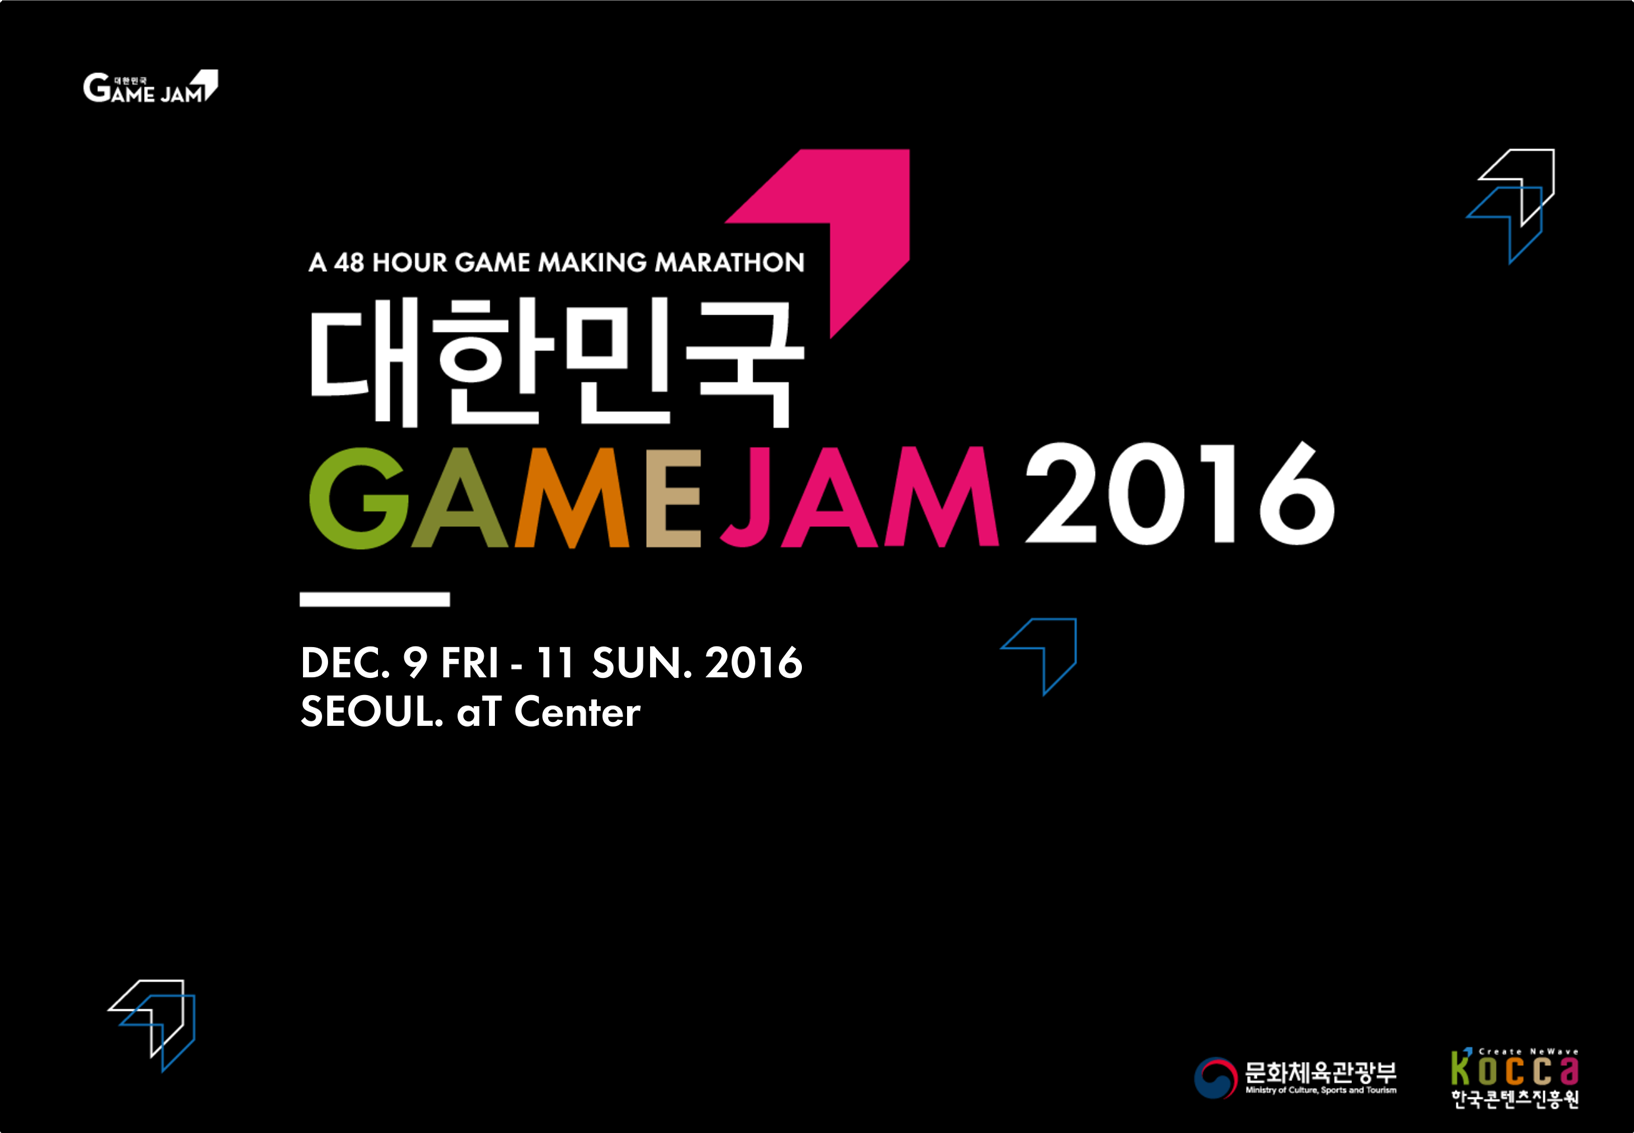 대한민국
GAME JAM
A 48 HOUR GAME MAKING MARATHON
대한민국
GAME JAM 2016
DEC. 9 FRI - 11 SUN. 2016
SEOUL. aT Center
문화체육관광부
Ministry of Culture, Sports and Tourism
Create NeWave
kocca
한국콘텐츠진흥원